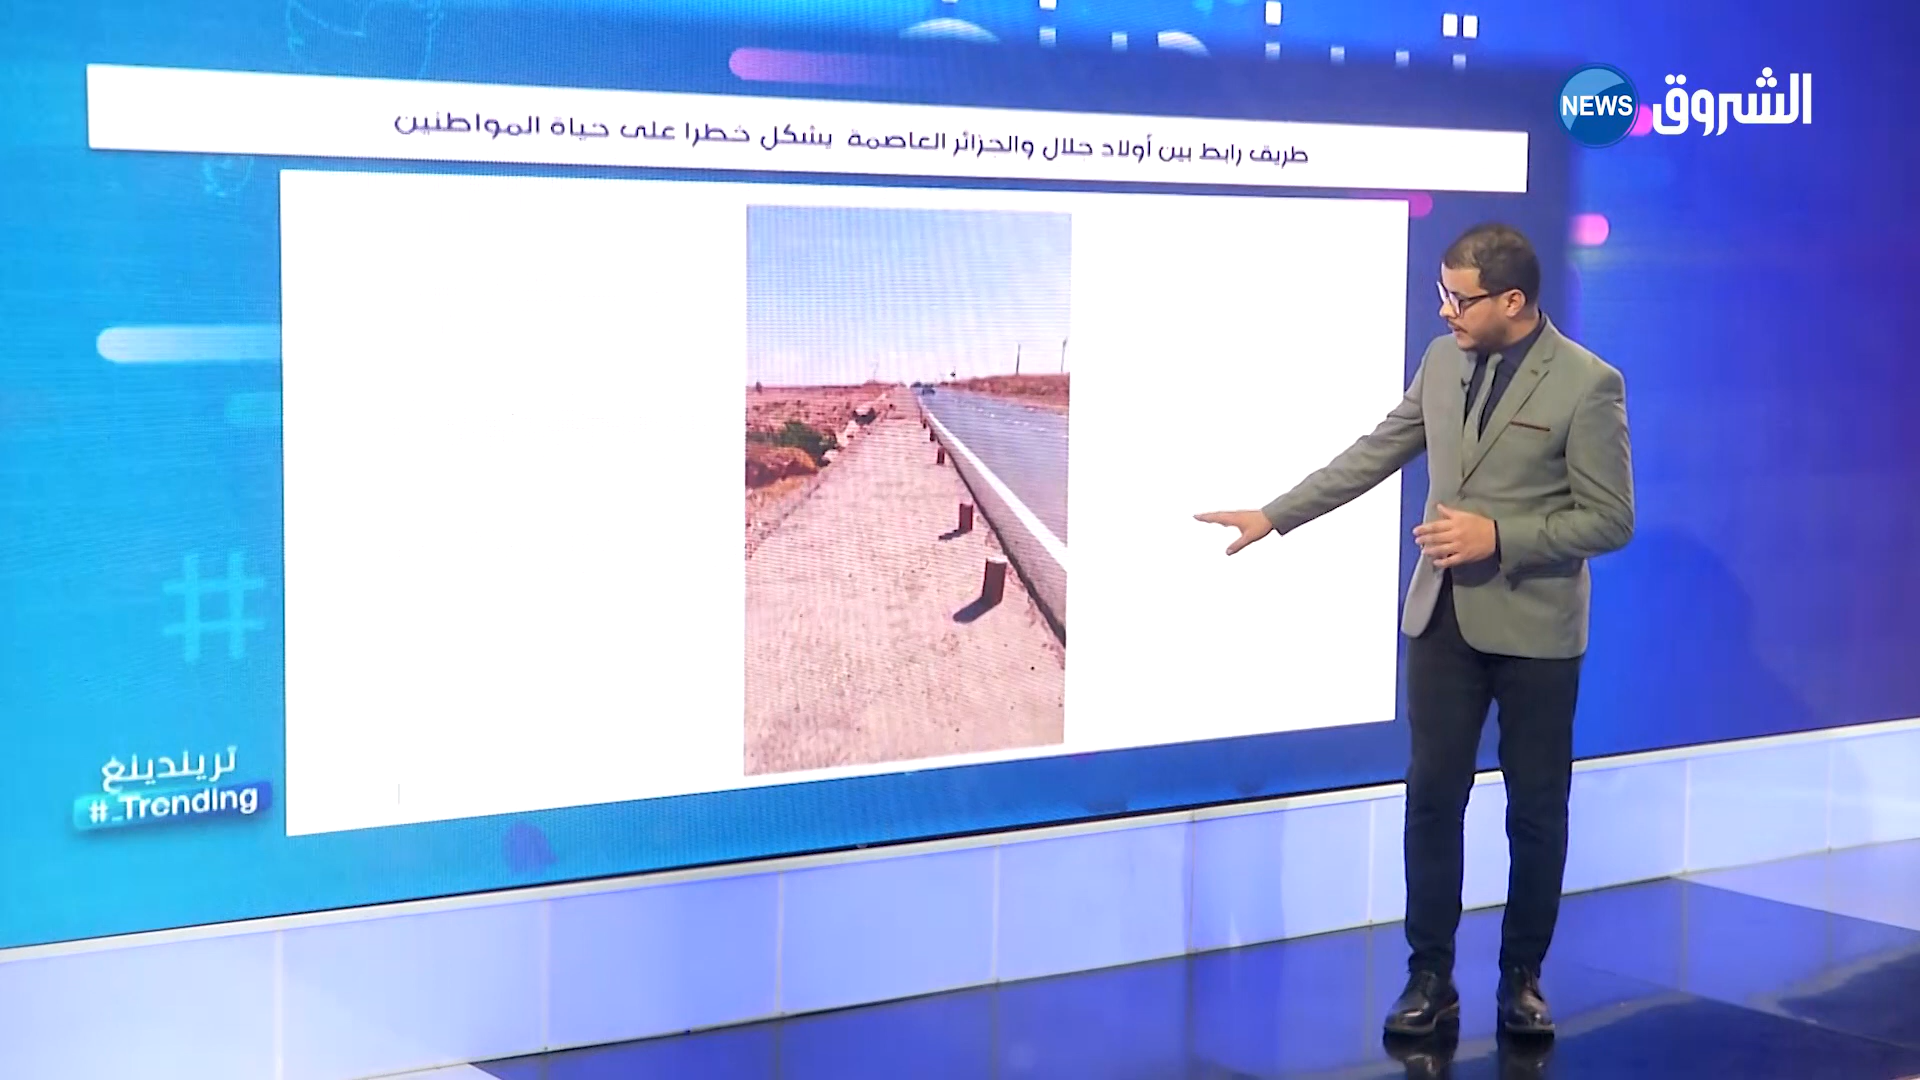 الشروق
NEWS
طريق رابط بين أولاد جلال والجزائر العاصمة يشكل خطرا على حياة المواطنين
تريندينغ
#_Trending